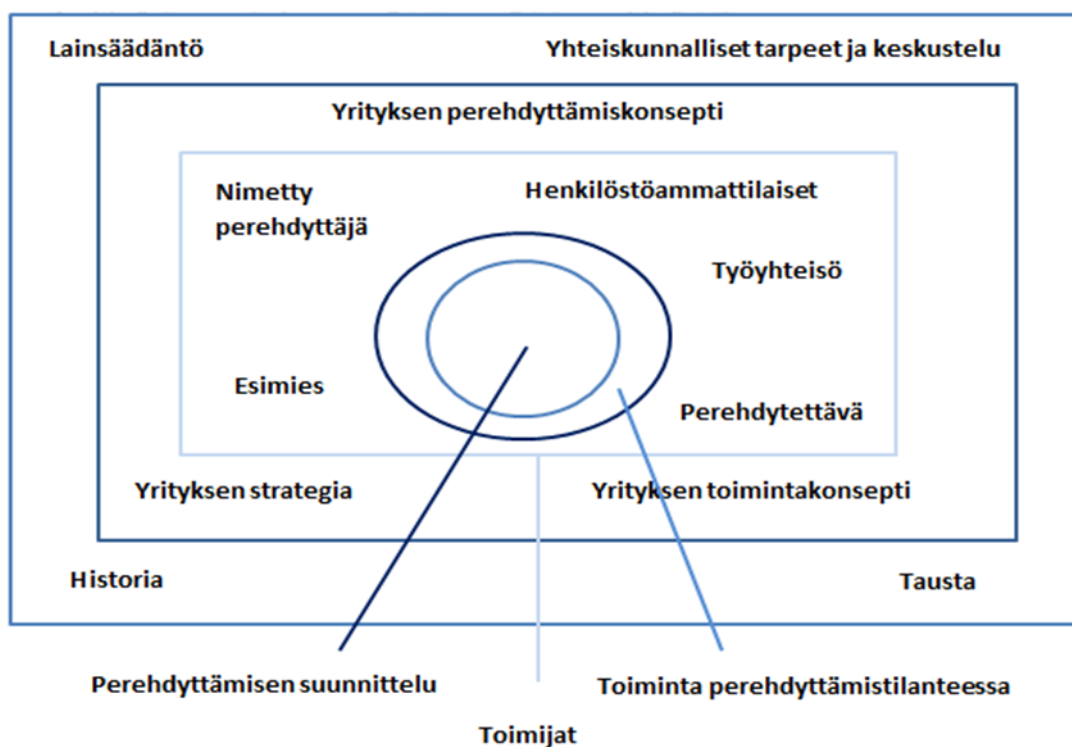 Lainsäädäntö
Yhteiskunnalliset tarpeet ja keskustelu
Yrityksen perehdyttämiskonsepti
Nimetty
perehdyttäjä
Henkilöstöammattilaiset
Työyhteisö
Esimies
Perehdytettävä
Yrityksen strategia
Yrityksen toimintakonsepti
Historia
Tausta
Perehdyttämisen suunnittelu
Toiminta perehdyttämistilanteessa
Toimijat